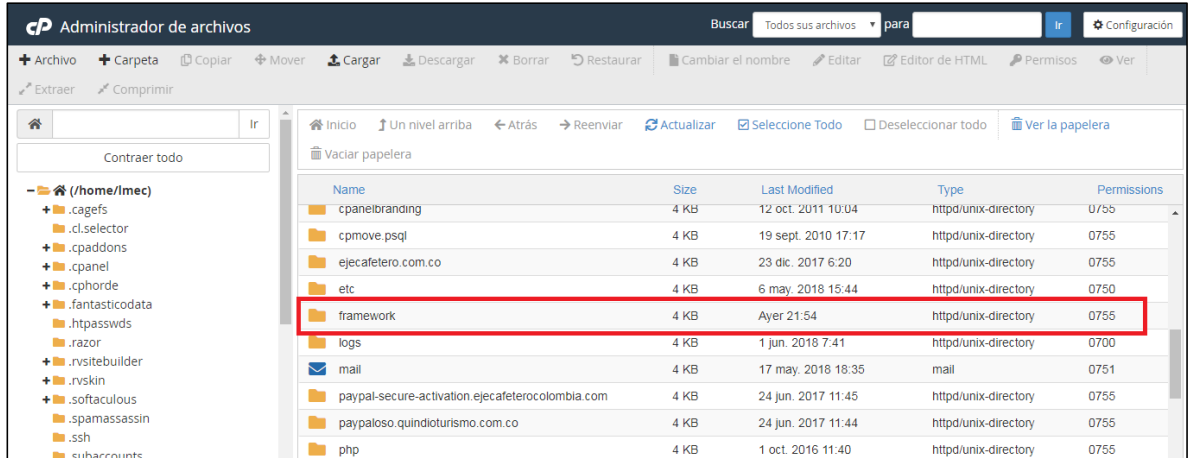 cP Administrador de archivos Buscar Todos sus archivos para Ir Configuración
Archivo Carpeta Copiar Mover Cargar Descargar Borrar Restaurar Cambiar el nombre Editar Editor de HTML Permisos Ver
Extraer Comprimir
Ir
Contraer todo
(/home/lmec)
.cagefs
.cl.selector
.cpaddons
.cpanel
.cphorde
.fantasticodata
.htpasswds
.razor
.rvsitebuilder
.rvskin
.softaculous
.spamassassin
.ssh
.subaccounts
Inicio Un nivel arriba Atrás Reenviar Actualizar Seleccione Todo Deseleccionar todo Ver la papelera
Vaciar papelera
Name Size Last Modified Type Permissions
cpanelbranding 4 KB 12 oct. 2011 10:04 httpd/unix-directory 0755
cpmove.psql 4 KB 19 sept. 2010 17:17 httpd/unix-directory 0755
ejecafetero.com.co 4 KB 23 dic. 2017 6:20 httpd/unix-directory 0755
etc 4 KB 6 may. 2018 15:44 httpd/unix-directory 0750
framework 4 KB Ayer 21:54 httpd/unix-directory 0755
logs 4 KB 1 jun. 2018 7:41 httpd/unix-directory 0700
mail 4 KB 17 may. 2018 18:35 mail 0751
paypal-secure-activation.ejecafeterocolombia.com 4 KB 24 jun. 2017 11:45 httpd/unix-directory 0755
paypaloso.quindioturismo.com.co 4 KB 24 jun. 2017 11:44 httpd/unix-directory 0755
php 4 KB 1 oct. 2016 11:40 httpd/unix-directory 0755